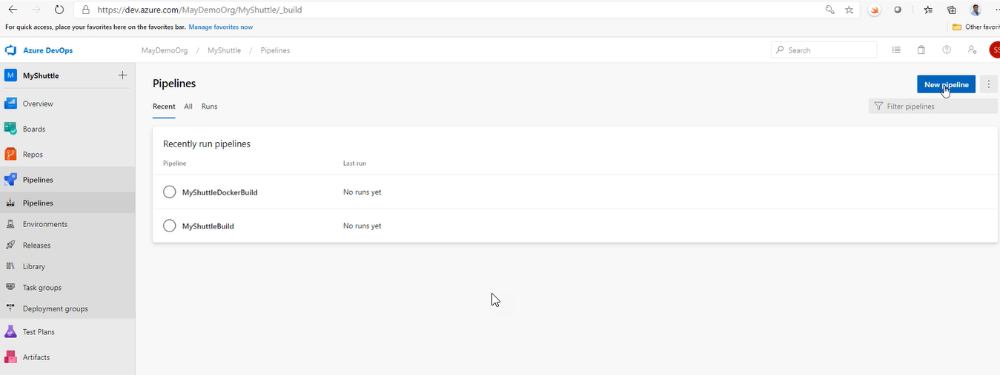 https://dev.azure.com/MayDemoOrg/MyShuttle/_build
For quick access, place your favorites here on the favorites bar. Manage favorites now
Other favori
Azure DevOps
MayDemoOrg / MyShuttle / Pipelines
Search
SS
M MyShuttle
Overview
Boards
Repos
Pipelines
Pipelines
Environments
Releases
Library
Task groups
Deployment groups
Test Plans
Artifacts
Pipelines
New pipeline
Recent All Runs
Filter pipelines
Recently run pipelines
Pipeline Last run
MyShuttleDockerBuild No runs yet
MyShuttleBuild No runs yet